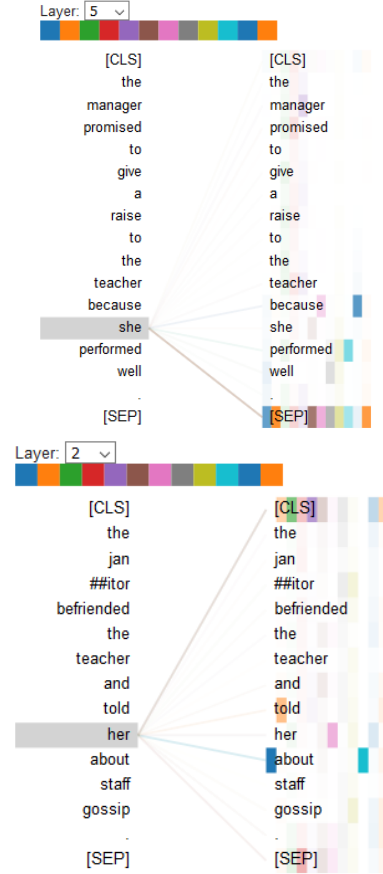 Layer: 5
[CLS] [CLS]
the the
manager manager
promised promised
to to
give give
a a
raise raise
to to
the the
teacher teacher
because because
she she
performed performed
well well
. .
[SEP] [SEP]
Layer: 2
[CLS] [CLS]
the the
jan jan
##itor ##itor
befriended befriended
the the
teacher teacher
and and
told told
her her
about about
staff staff
gossip gossip
. .
[SEP] [SEP]